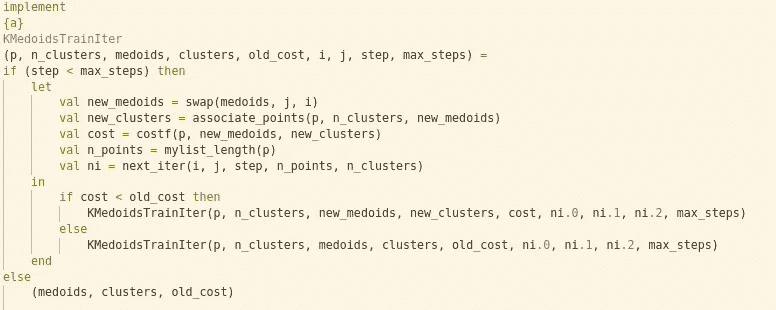 implement
{a}
KMedoidsTrainIter
(p, n_clusters, medoids, clusters, old_cost, i, j, step, max_steps) =
if (step < max_steps) then
    let
        val new_medoids = swap(medoids, j, i)
        val new_clusters = associate_points(p, n_clusters, new_medoids)
        val cost = costf(p, new_medoids, new_clusters)
        val n_points = mylist_length(p)
        val ni = next_iter(i, j, step, n_points, n_clusters)
    in
        if cost < old_cost then
            KMedoidsTrainIter(p, n_clusters, new_medoids, new_clusters, cost, ni.0, ni.1, ni.2, max_steps)
        else
            KMedoidsTrainIter(p, n_clusters, medoids, clusters, old_cost, ni.0, ni.1, ni.2, max_steps)
    end
else
    (medoids, clusters, old_cost)